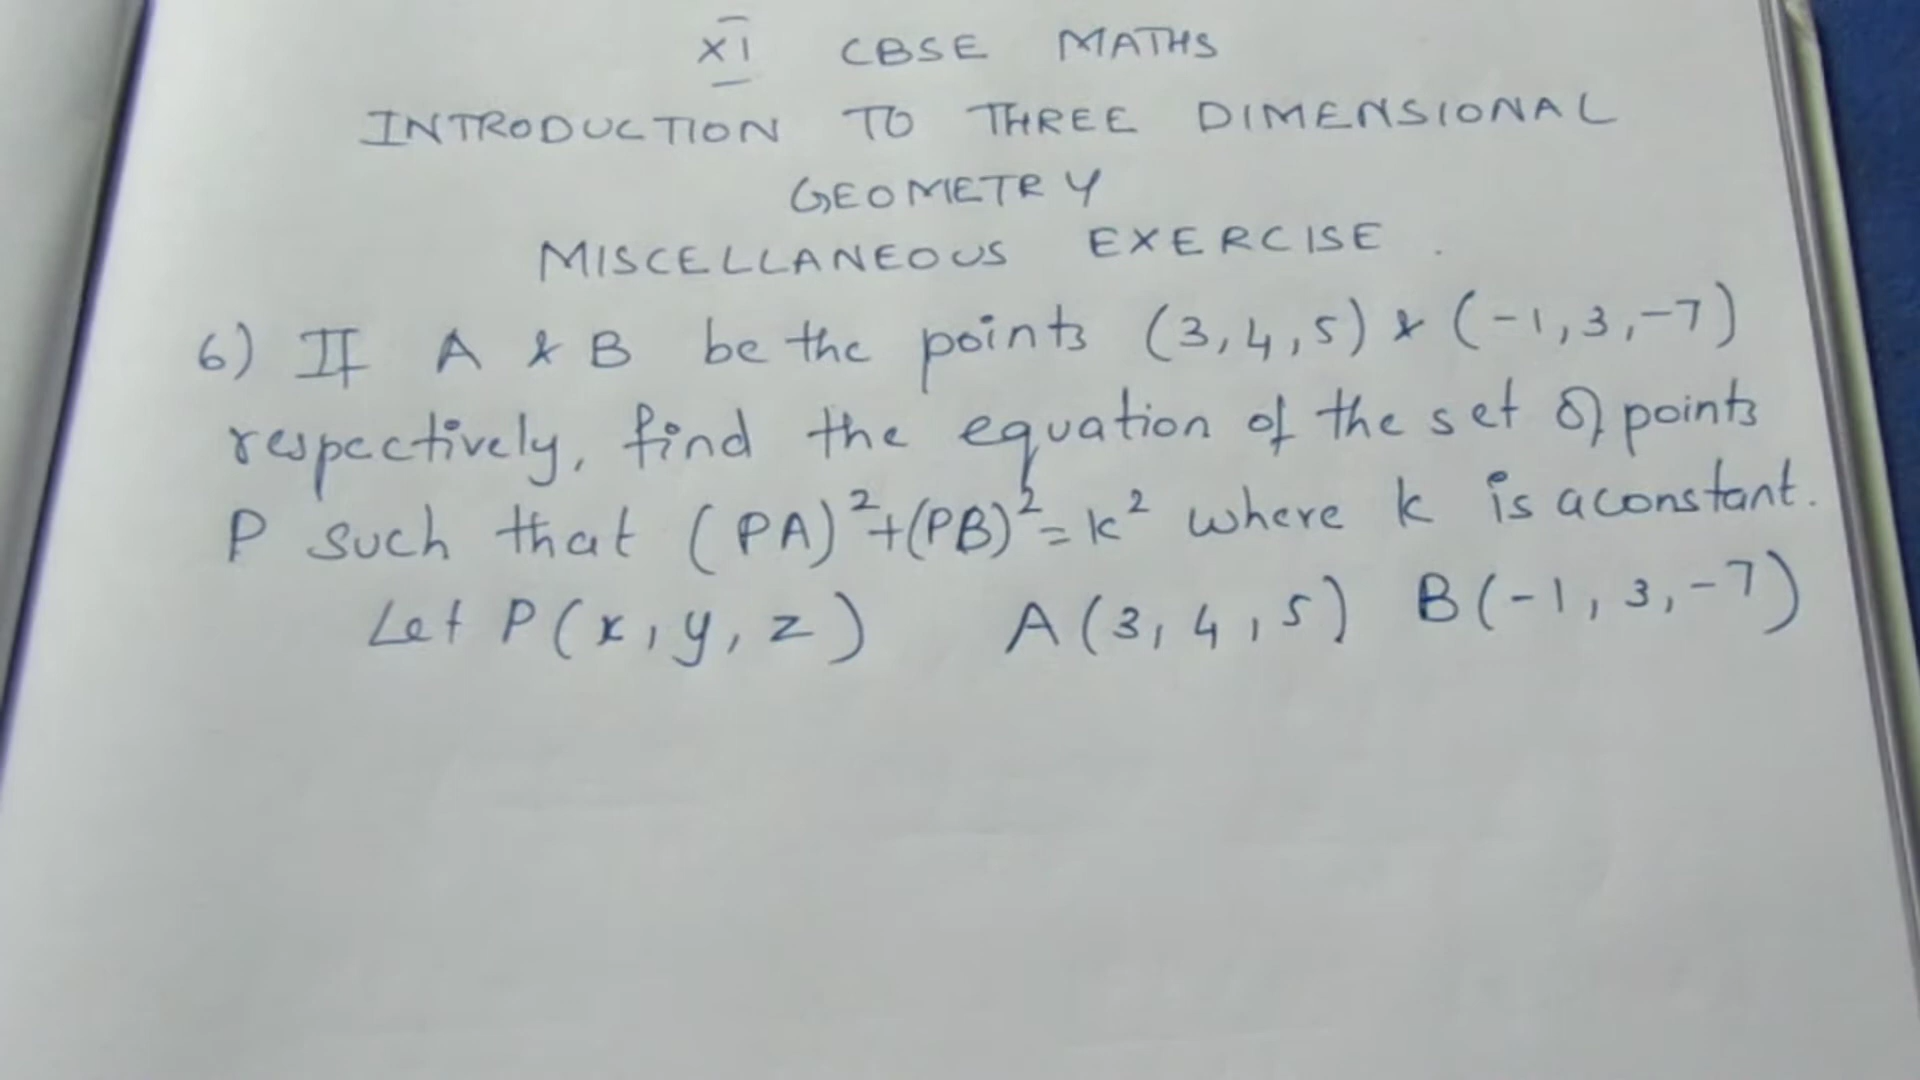 XI CBSE MATHS
INTRODUCTION TO THREE DIMENSIONAL
GEOMETRY
MISCELLANEOUS EXERCISE.
6) If A & B be the points (3,4,5) & (-1,3,-7)
respectively, find the equation of the set of points
P such that (PA)²+(PB)²=k² where k is a constant.
Let P(x,y,z) A(3,4,5) B(-1,3,-7)